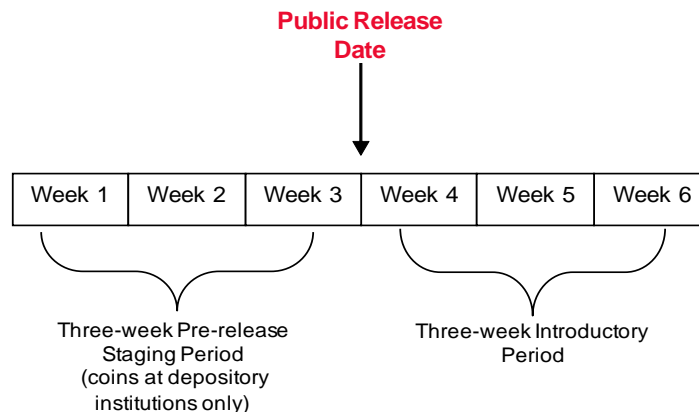 Public Release
Date
Week 1 Week 2 Week 3 Week 4 Week 5 Week 6
Three-week Pre-release
Staging Period
(coins at depository
institutions only)
Three-week Introductory
Period